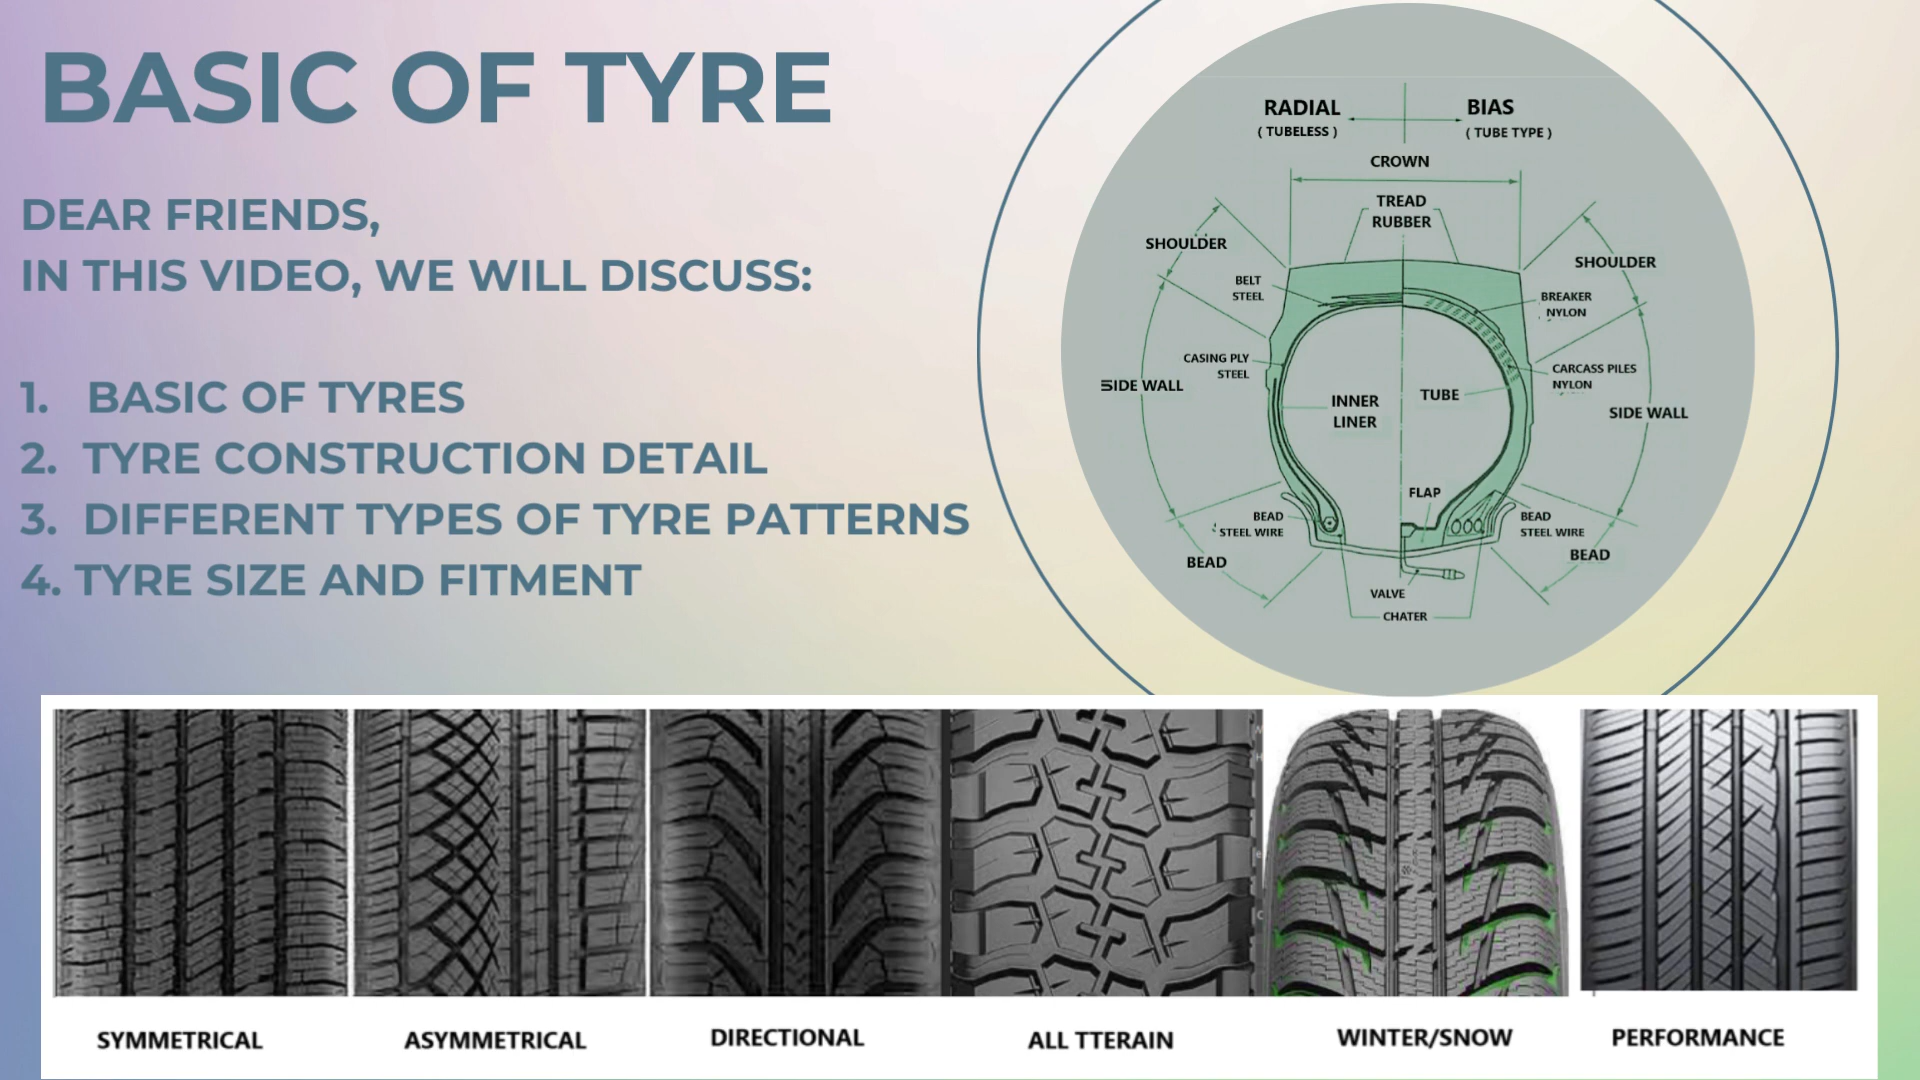 BASIC OF TYRE
DEAR FRIENDS,
IN THIS VIDEO, WE WILL DISCUSS:
1. BASIC OF TYRES
2. TYRE CONSTRUCTION DETAIL
3. DIFFERENT TYPES OF TYRE PATTERNS
4. TYRE SIZE AND FITMENT
RADIAL
( TUBELESS )
BIAS
( TUBE TYPE )
CROWN
TREAD
RUBBER
SHOULDER
SHOULDER
BELT
STEEL
BREAKER
NYLON
CASING PLY
STEEL
CARCASS PILES
NYLON
SIDE WALL
SIDE WALL
INNER
LINER
TUBE
FLAP
BEAD
STEEL WIRE
BEAD
STEEL WIRE
BEAD
BEAD
VALVE
CHATER
SYMMETRICAL
ASYMMETRICAL
DIRECTIONAL
ALL TTERAIN
WINTER/SNOW
PERFORMANCE